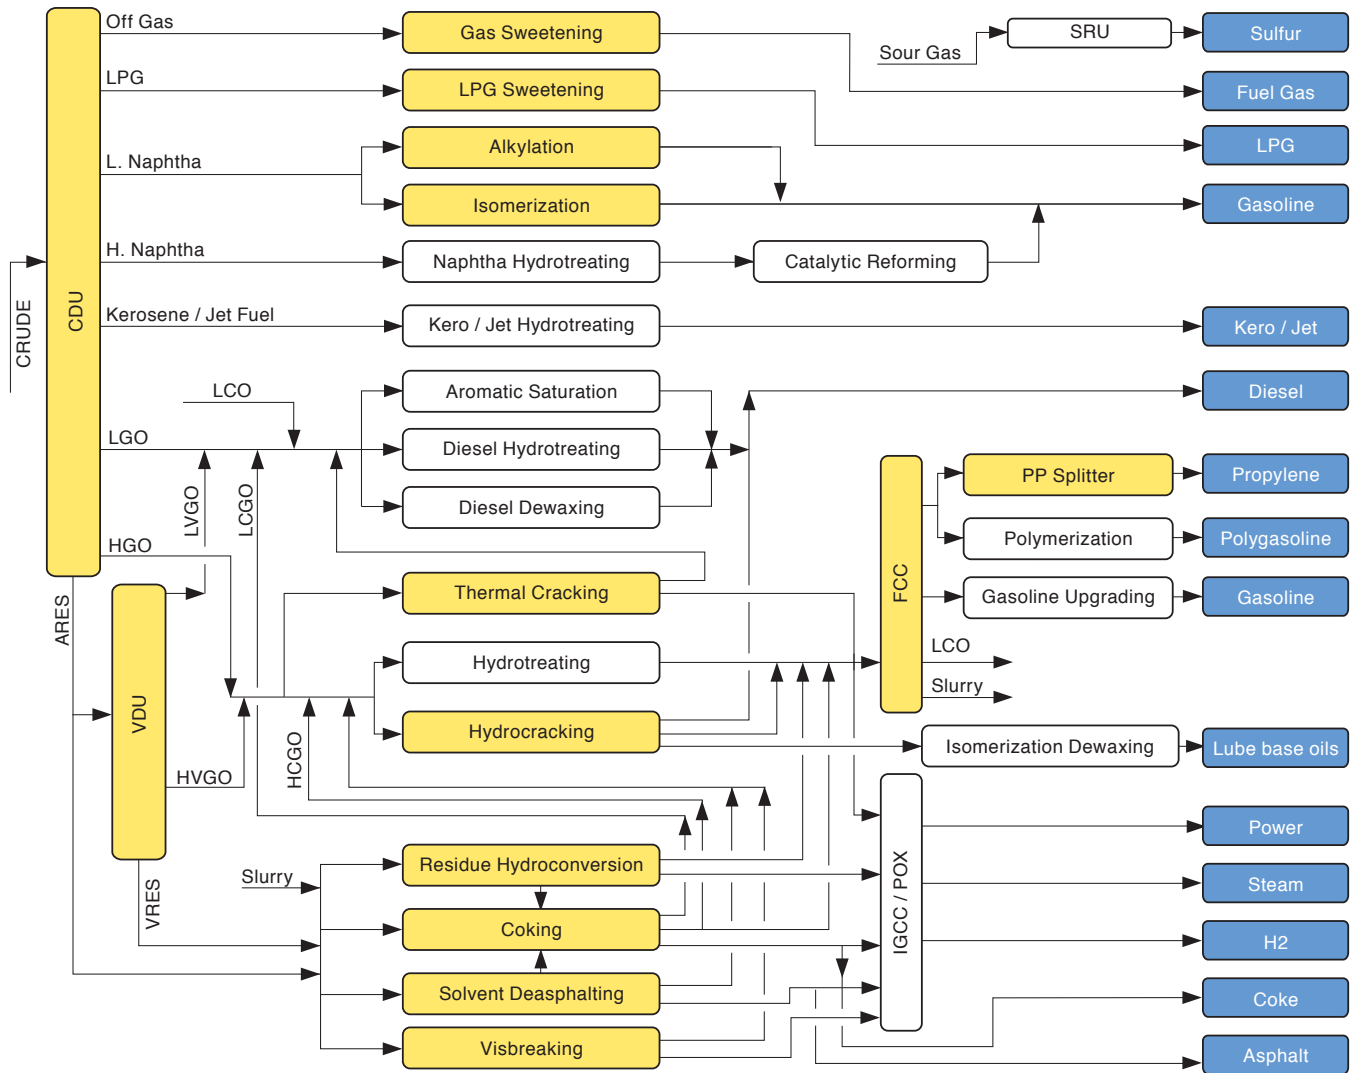 Off Gas
Gas Sweetening
SRU
Sulfur
Sour Gas
LPG
LPG Sweetening
Fuel Gas
L. Naphtha
Alkylation
LPG
Isomerization
Gasoline
H. Naphtha
Naphtha Hydrotreating
Catalytic Reforming
CRUDE
CDU
Kerosene / Jet Fuel
Kero / Jet Hydrotreating
Kero / Jet
LCO
Aromatic Saturation
Diesel
LGO
Diesel Hydrotreating
LVGO
LCGO
Diesel Dewaxing
FCC
PP Splitter
Propylene
Polymerization
Polygasoline
HGO
Thermal Cracking
Gasoline Upgrading
Gasoline
ARES
VDU
Hydrotreating
LCO
Slurry
Hydrocracking
Isomerization Dewaxing
Lube base oils
HVGO
HCGO
IGCC / POX
Power
Residue Hydroconversion
Slurry
Steam
VRES
Coking
H2
Solvent Deasphalting
Coke
Visbreaking
Asphalt